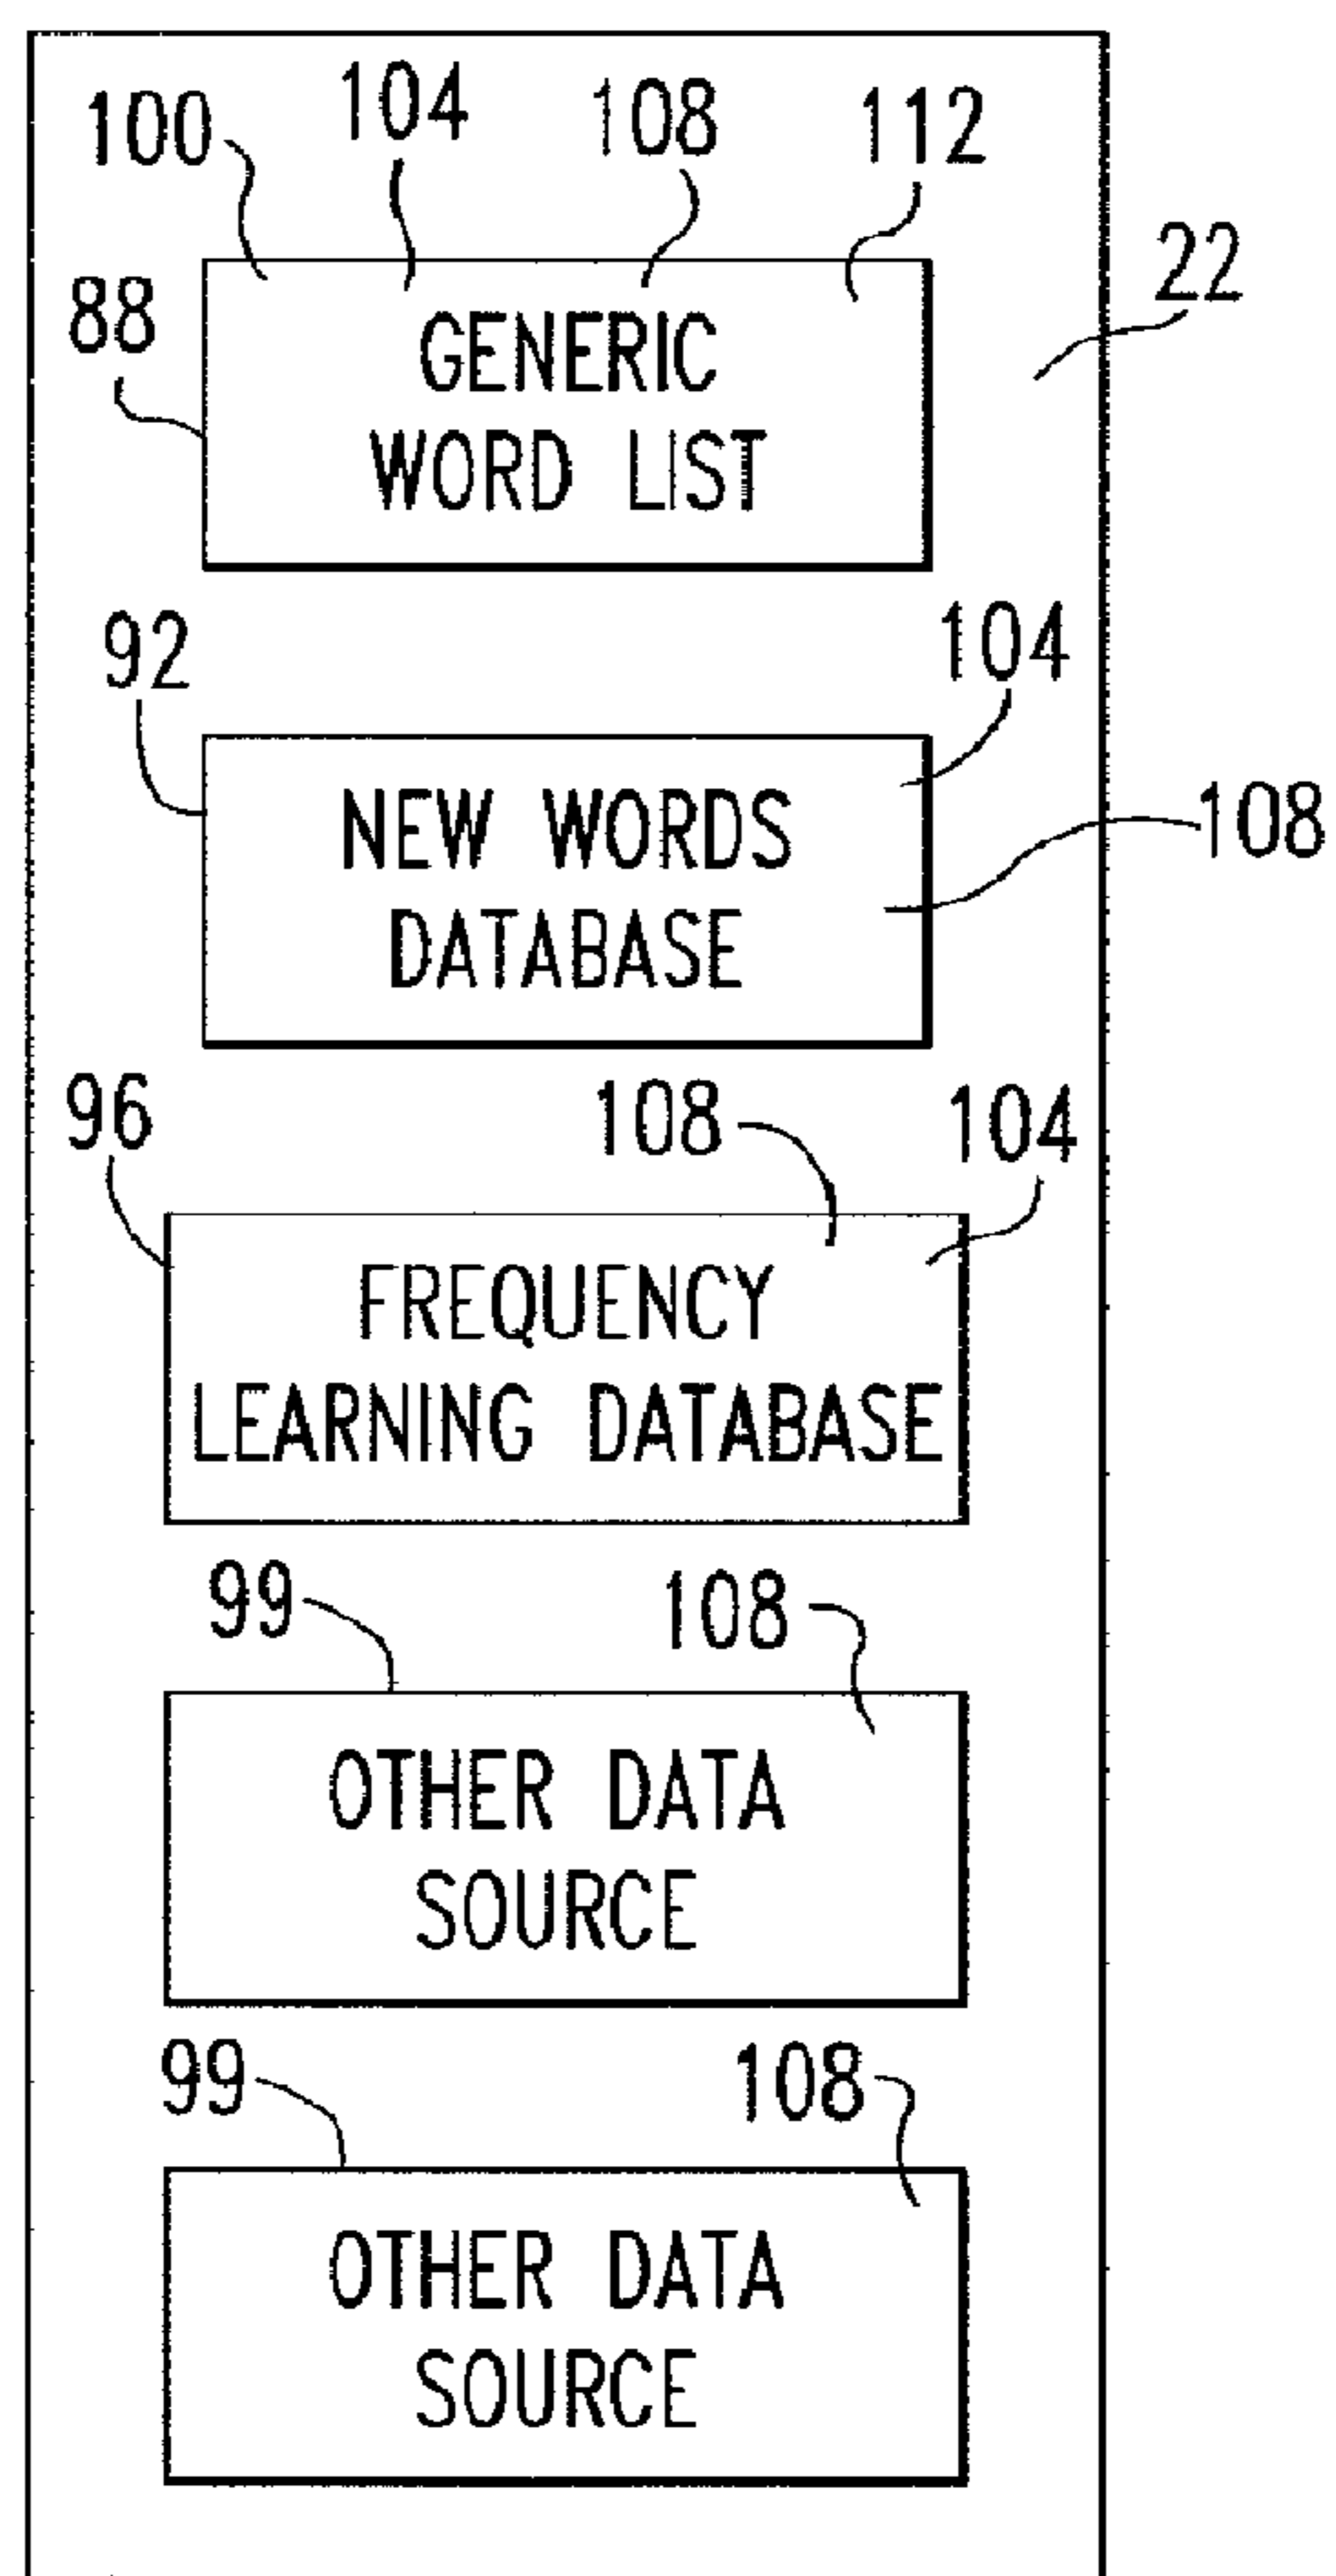 100 104 108 112
22
88
GENERIC
WORD LIST
92 104
NEW WORDS
108
DATABASE
96 108 104
FREQUENCY
LEARNING DATABASE
99 108
OTHER DATA
SOURCE
99 108
OTHER DATA
SOURCE